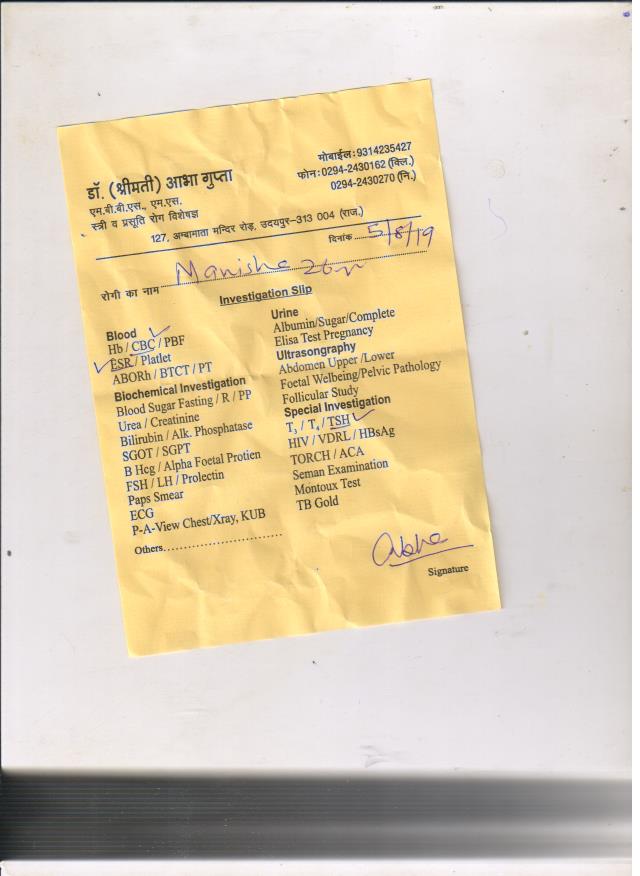 डॉ. (श्रीमती) आभा गुप्ता
एम.बी.बी.एस., एम.एस.
स्त्री व प्रसूति रोग विशेषज्ञ
मोबाईल:9314235427
फोन:0294-2430162 (क्लि.)
0294-2430270 (नि.)
127, अम्बामाता मन्दिर रोड़, उदयपुर-313 004 (राज.)
दिनांक 5/8/19
रोगी का नाम Manisha 26
Investigation Slip
Blood
Hb / CBC / PBF
ESR / Platlet
ABORh / BTCT / PT
Biochemical Investigation
Blood Sugar Fasting / R / PP
Urea / Creatinine
Bilirubin / Alk. Phosphatase
SGOT / SGPT
B Hcg / Alpha Foetal Protien
FSH / LH / Prolectin
Paps Smear
ECG
P-A-View Chest/Xray, KUB
Others............................
Urine
Albumin/Sugar/Complete
Elisa Test Pregnancy
Ultrasongraphy
Abdomen Upper /Lower
Foetal Welbeing/Pelvic Pathology
Follicular Study
Special Investigation
T₃ / T₄ / TSH
HIV / VDRL / HBsAg
TORCH / ACA
Seman Examination
Montoux Test
TB Gold
Abha
Signature